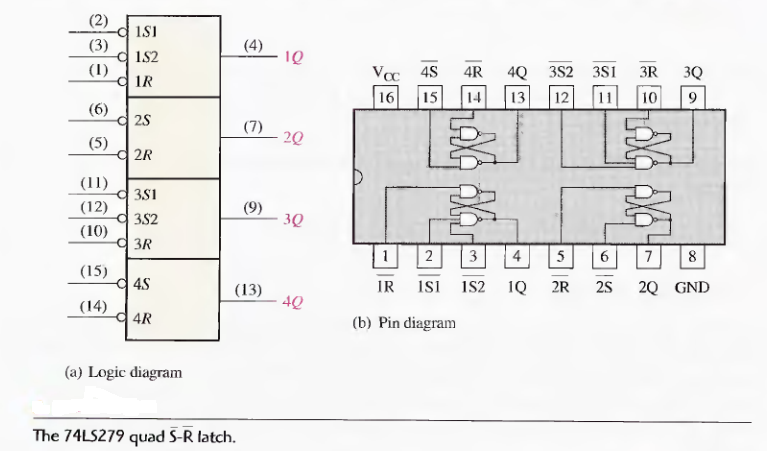 (2) 1S1
(3) 1S2 (4) 1Q
(1) 1R
(6) 2S
(7) 2Q
(5) 2R
(11) 3S1
(12) 3S2 (9) 3Q
(10) 3R
(15) 4S
(13) 4Q
(14) 4R
(a) Logic diagram
V_CC 4S̅ 4R̅ 4Q 3S2̅ 3S1̅ 3R̅ 3Q
16 15 14 13 12 11 10 9
1 2 3 4 5 6 7 8
1R̅ 1S1̅ 1S2̅ 1Q 2R̅ 2S̅ 2Q GND
(b) Pin diagram
The 74LS279 quad S̅-R̅ latch.